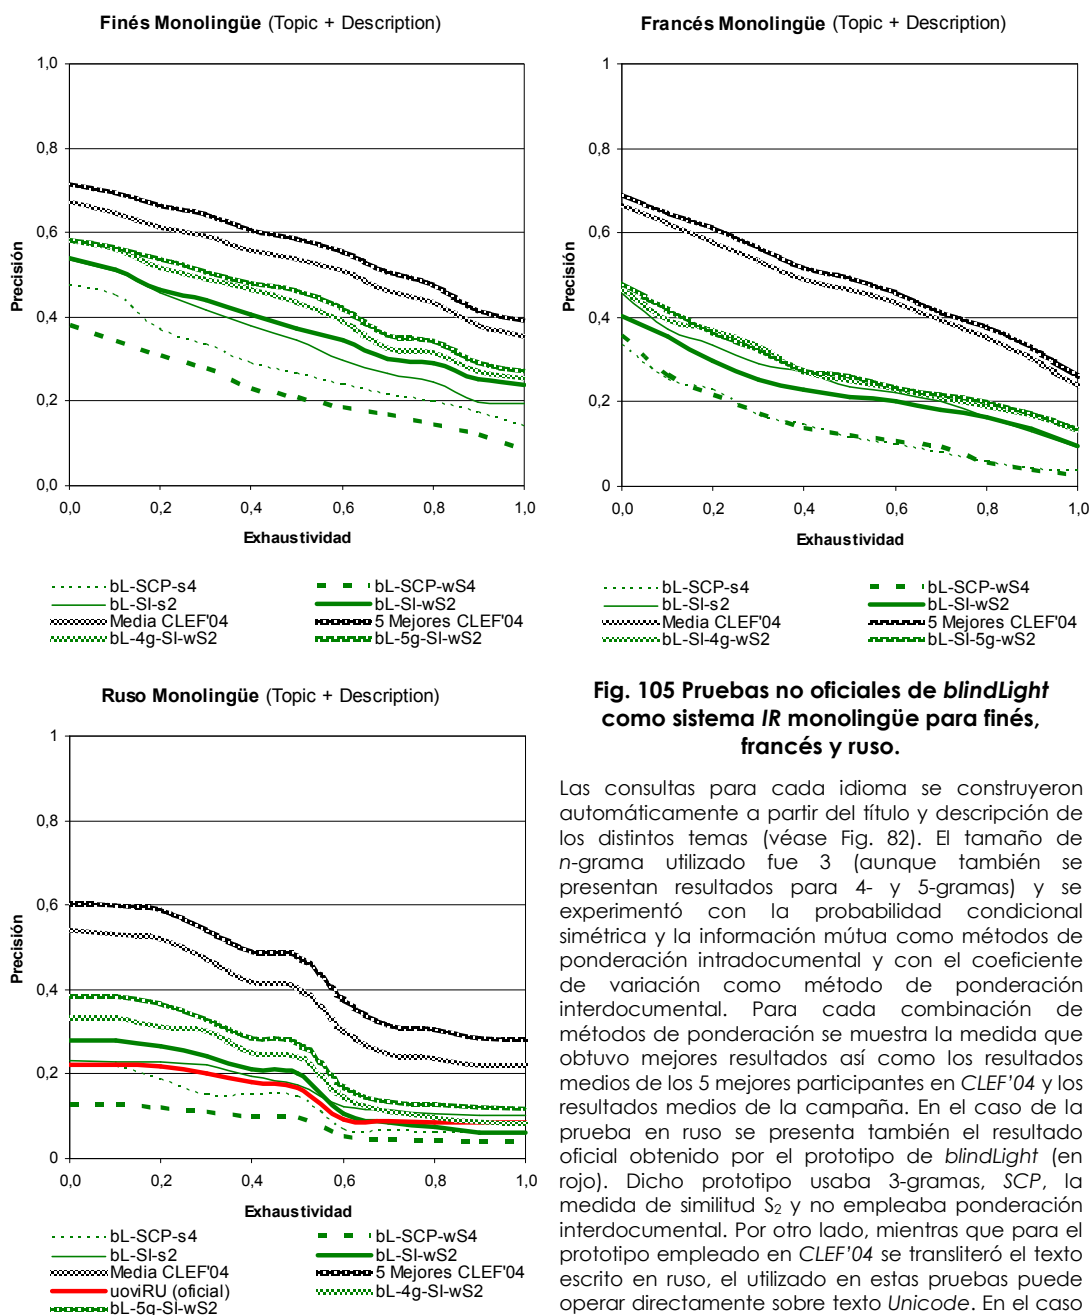 Finés Monolingüe (Topic + Description)
1,0
0,8
0,6
0,4
0,2
0,0
Precisión
0,0 0,2 0,4 0,6 0,8 1,0
Exhaustividad
bL-SCP-s4 bL-SCP-wS4
bL-SI-s2 bL-SI-wS2
Media CLEF'04 5 Mejores CLEF'04
bL-4g-SI-wS2 bL-5g-SI-wS2
Francés Monolingüe (Topic + Description)
1
0,8
0,6
0,4
0,2
0
Precisión
0,0 0,2 0,4 0,6 0,8 1,0
Exhaustividad
bL-SCP-s4 bL-SCP-wS4
bL-SI-s2 bL-SI-wS2
Media CLEF'04 5 Mejores CLEF'04
bL-SI-4g-wS2 bL-SI-5g-wS2
Ruso Monolingüe (Topic + Description)
1
0,8
0,6
0,4
0,2
0
Precisión
0,0 0,2 0,4 0,6 0,8 1,0
Exhaustividad
bL-SCP-s4 bL-SCP-wS4
bL-SI-s2 bL-SI-wS2
Media CLEF'04 5 Mejores CLEF'04
uoviRU (oficial) bL-4g-SI-wS2
bL-5g-SI-wS2
Fig. 105 Pruebas no oficiales de blindLight
como sistema IR monolingüe para finés,
francés y ruso.
Las consultas para cada idioma se construyeron
automáticamente a partir del título y descripción de
los distintos temas (véase Fig. 82). El tamaño de
n-grama utilizado fue 3 (aunque también se
presentan resultados para 4- y 5-gramas) y se
experimentó con la probabilidad condicional
simétrica y la información mútua como métodos de
ponderación intradocumental y con el coeficiente
de variación como método de ponderación
interdocumental. Para cada combinación de
métodos de ponderación se muestra la medida que
obtuvo mejores resultados así como los resultados
medios de los 5 mejores participantes en CLEF'04 y los
resultados medios de la campaña. En el caso de la
prueba en ruso se presenta también el resultado
oficial obtenido por el prototipo de blindLight (en
rojo). Dicho prototipo usaba 3-gramas, SCP, la
medida de similitud S2 y no empleaba ponderación
interdocumental. Por otro lado, mientras que para el
prototipo empleado en CLEF'04 se transliteró el texto
escrito en ruso, el utilizado en estas pruebas puede
operar directamente sobre texto Unicode. En el caso